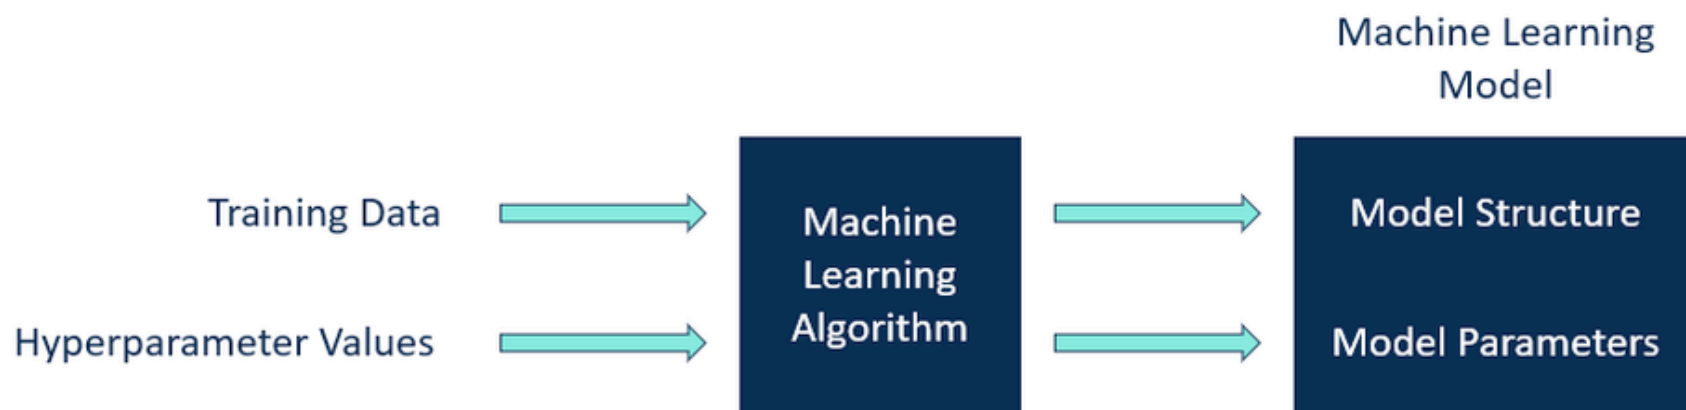 Machine Learning
Model
Training Data
Hyperparameter Values
Machine
Learning
Algorithm
Model Structure
Model Parameters